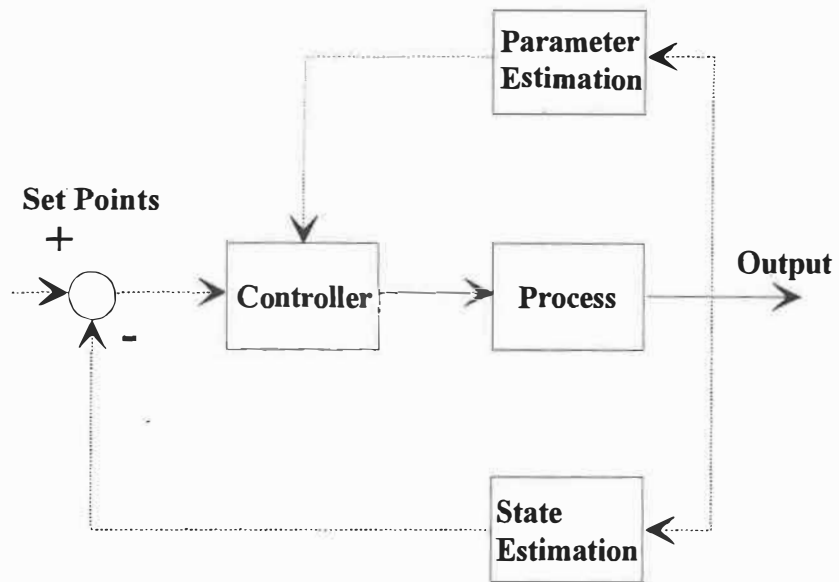 Parameter
Estimation
Set Points
+
Controller
Process
Output
-
State
Estimation